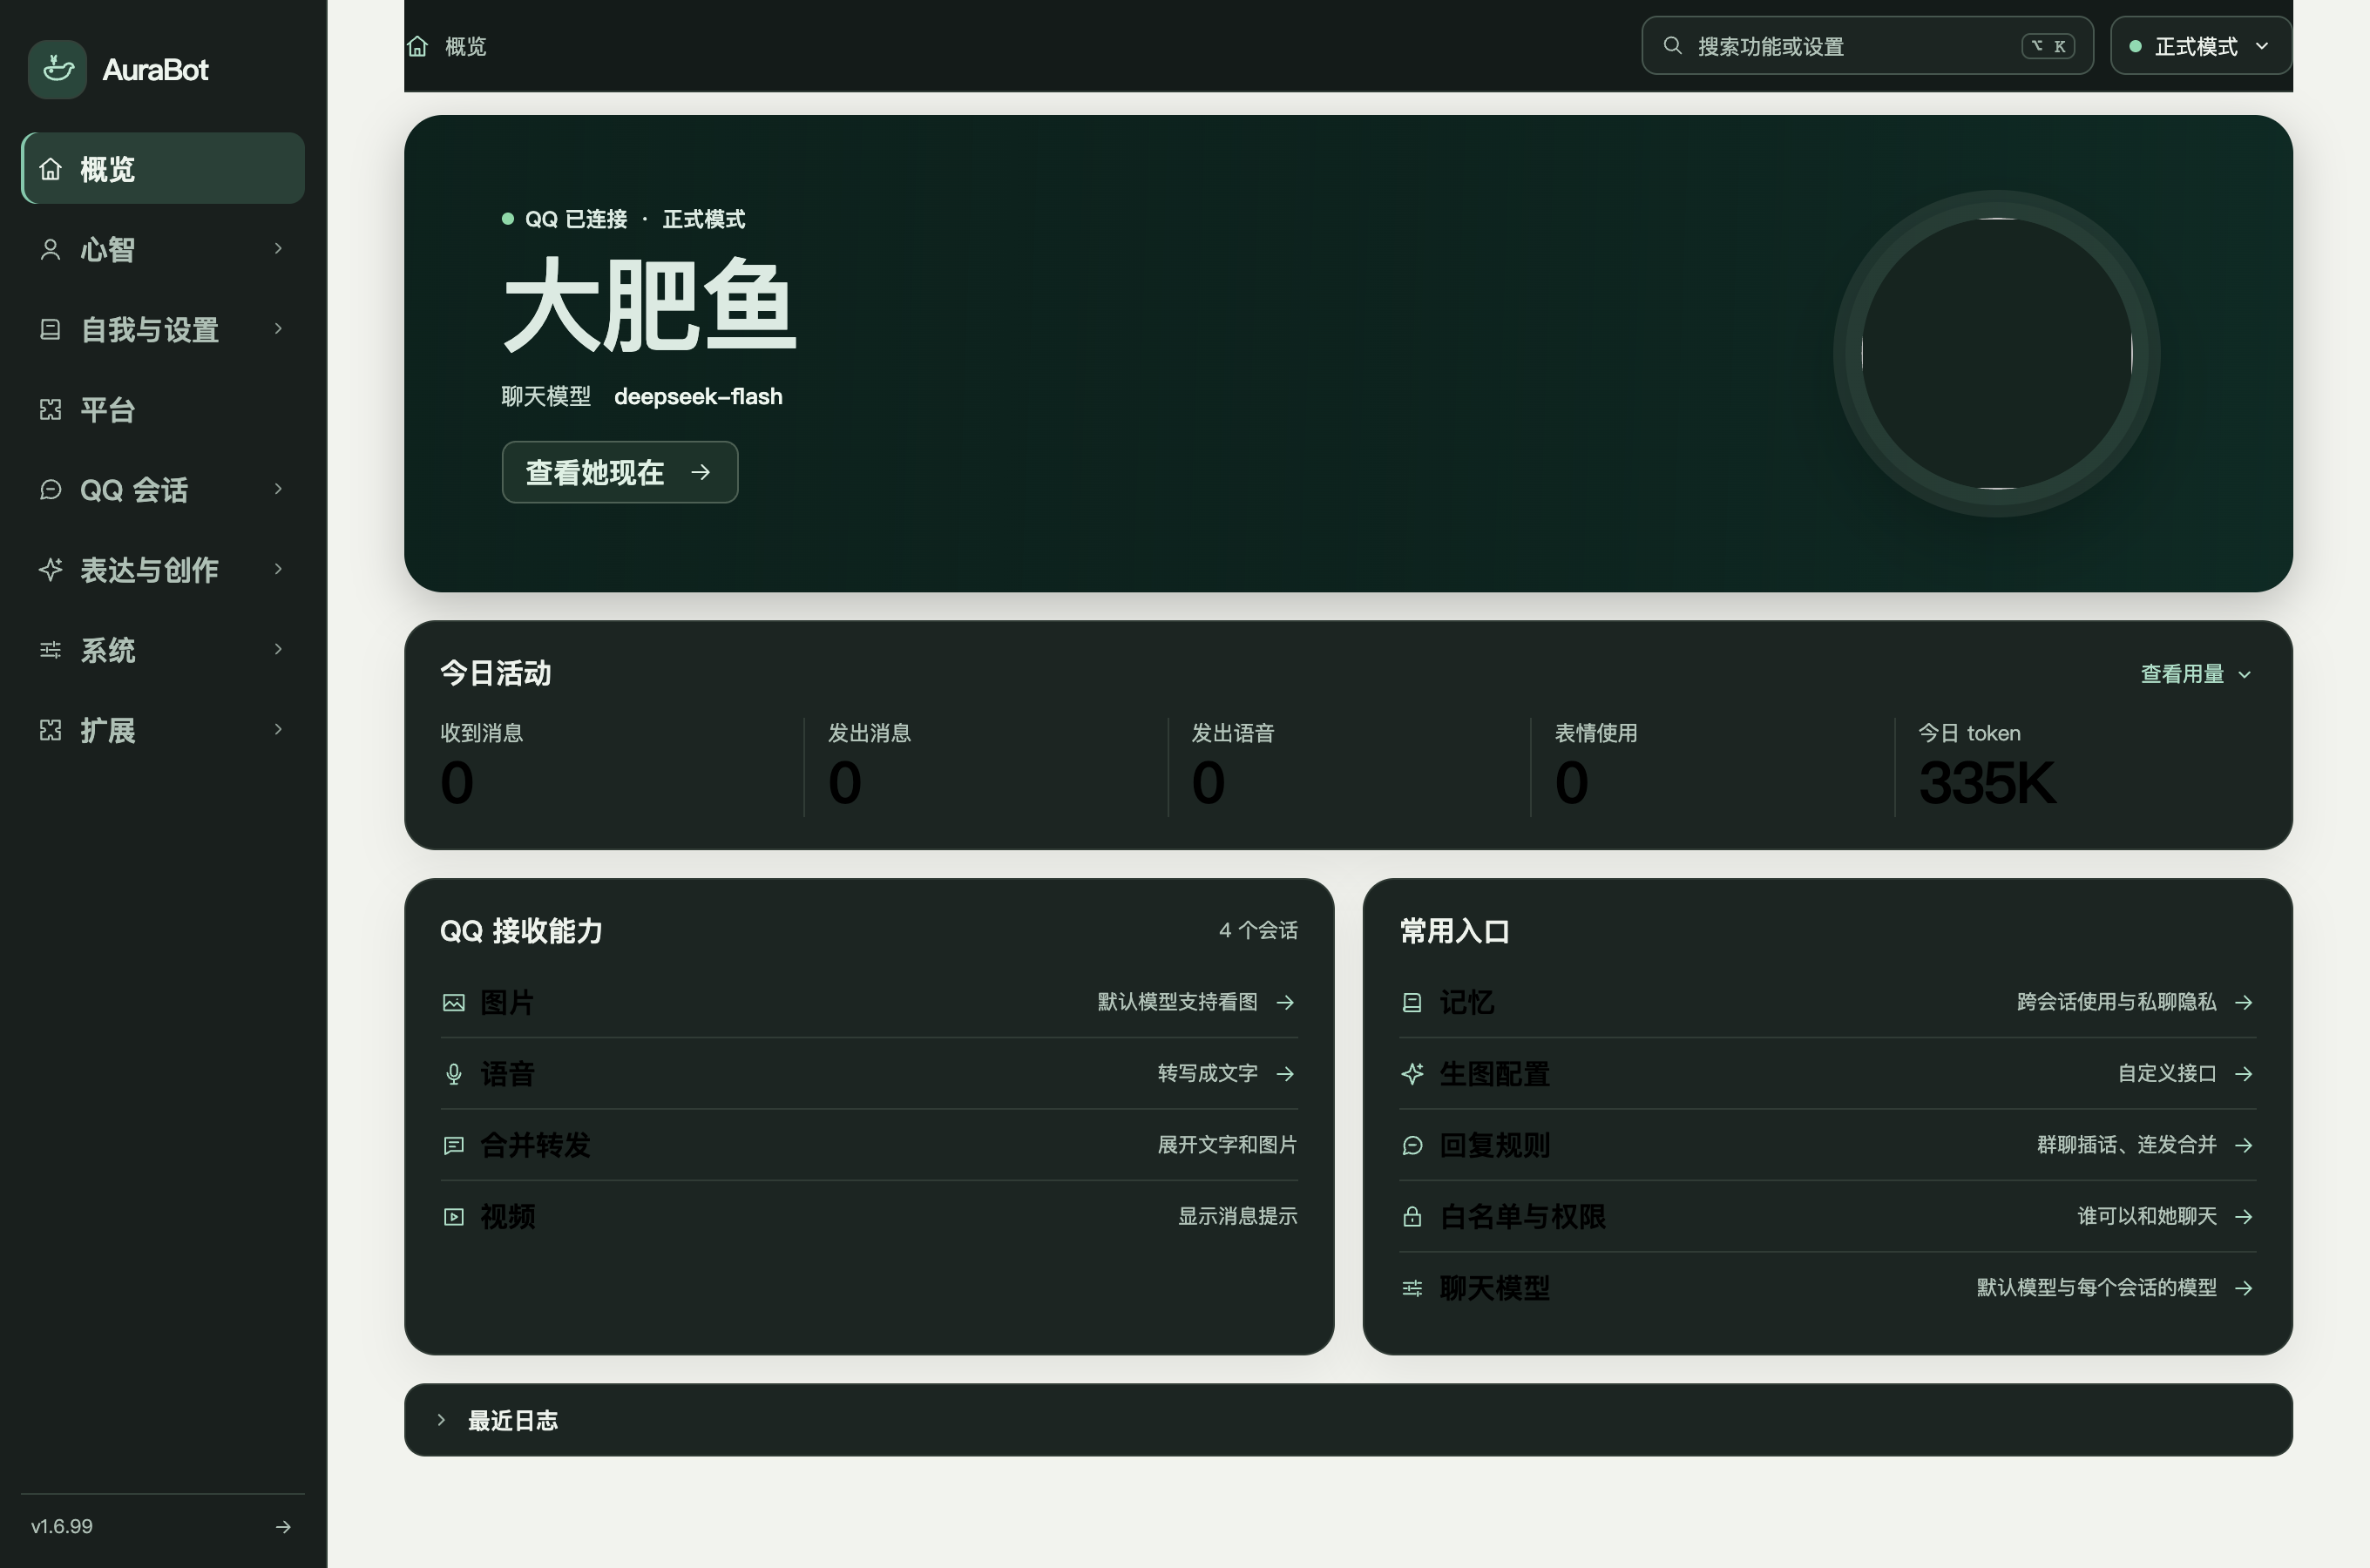 AuraBot
概览
心智
自我与设置
平台
QQ 会话
表达与创作
系统
扩展
v1.6.99
概览
搜索功能或设置
⌥ K
正式模式
QQ 已连接 · 正式模式
大肥鱼
聊天模型 deepseek-flash
查看她现在
今日活动
查看用量
收到消息
0
发出消息
0
发出语音
0
表情使用
0
今日 token
335K
QQ 接收能力
4 个会话
图片
默认模型支持看图
语音
转写成文字
合并转发
展开文字和图片
视频
显示消息提示
常用入口
记忆
跨会话使用与私聊隐私
生图配置
自定义接口
回复规则
群聊插话、连发合并
白名单与权限
谁可以和她聊天
聊天模型
默认模型与每个会话的模型
最近日志